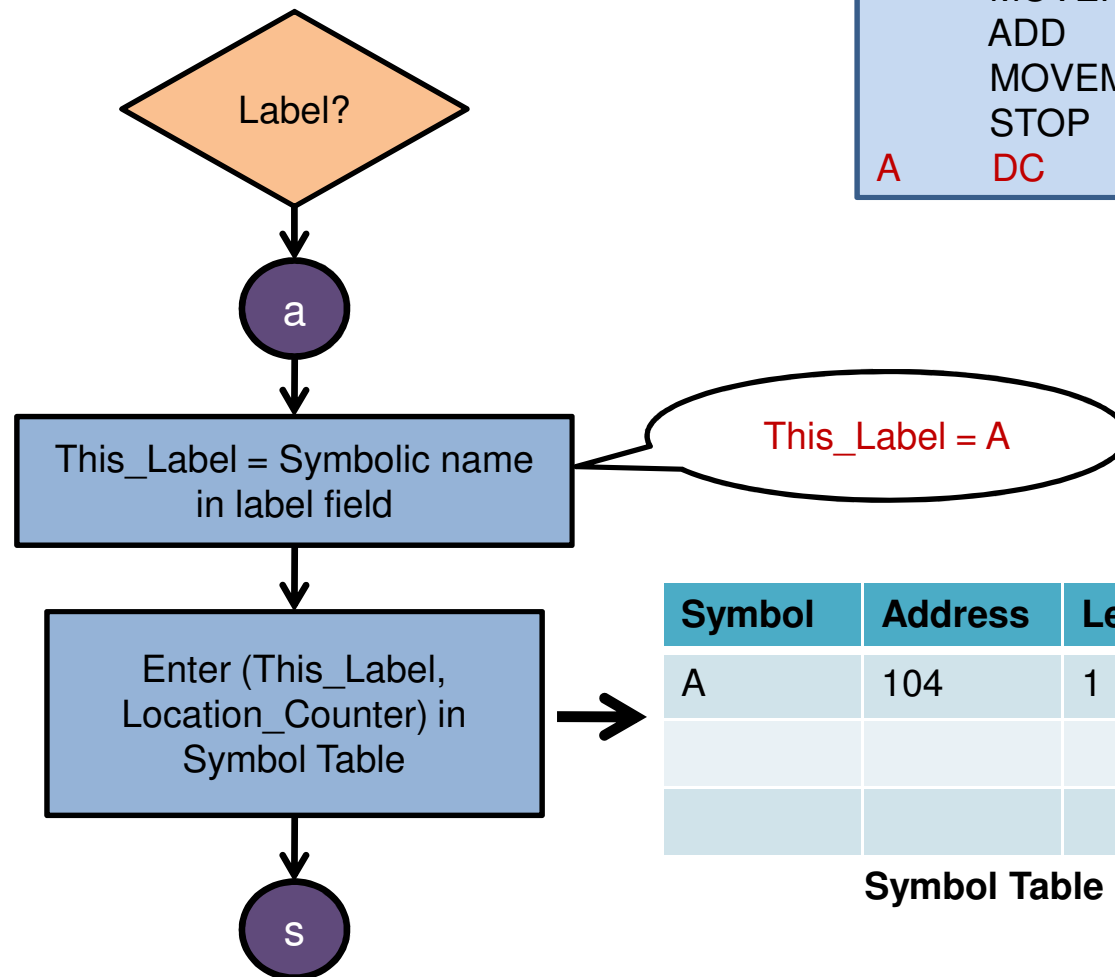 Label?
a
This_Label = Symbolic name
in label field
Enter (This_Label,
Location_Counter) in
Symbol Table
s
ADD
STOP
A DC
This_Label = A
Symbol Address
A 104 1
Symbol Table